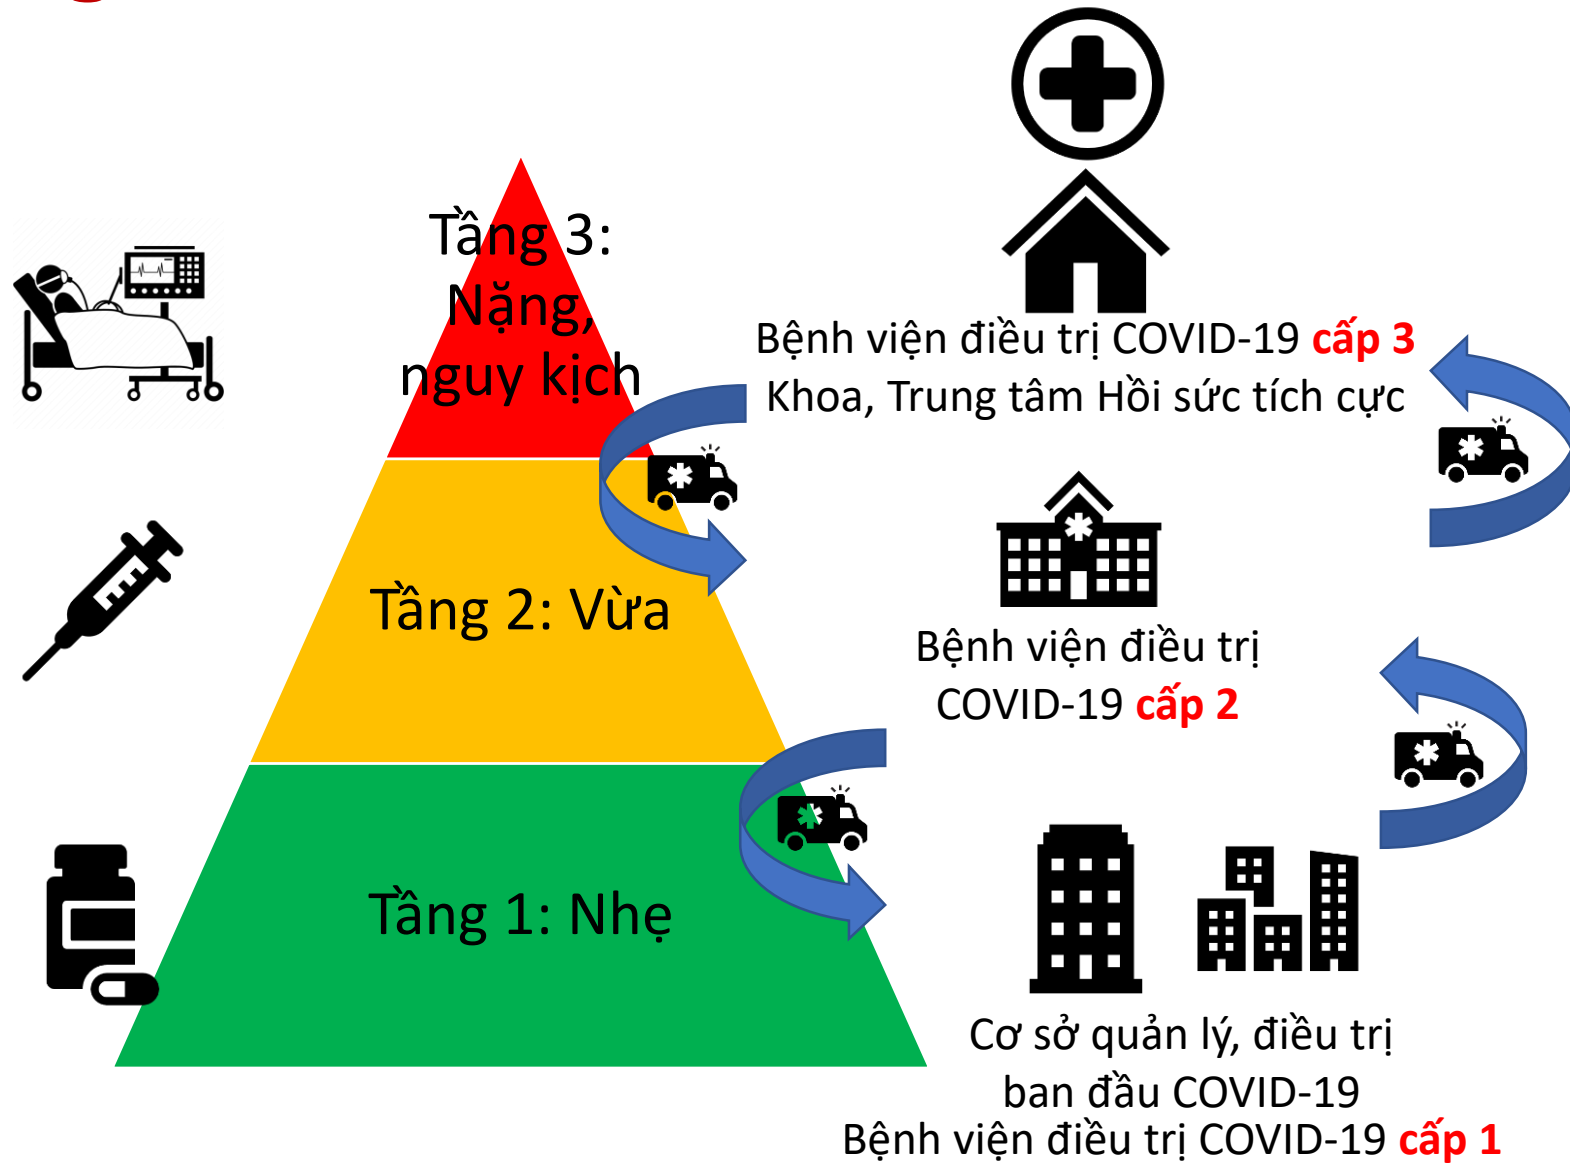 Tầng 3:
Nặng,
nguy kịch
Bệnh viện điều trị COVID-19 cấp 3
Khoa, Trung tâm Hồi sức tích cực
Tầng 2: Vừa
Bệnh viện điều trị
COVID-19 cấp 2
Tầng 1: Nhẹ
Cơ sở quản lý, điều trị
ban đầu COVID-19
Bệnh viện điều trị COVID-19 cấp 1